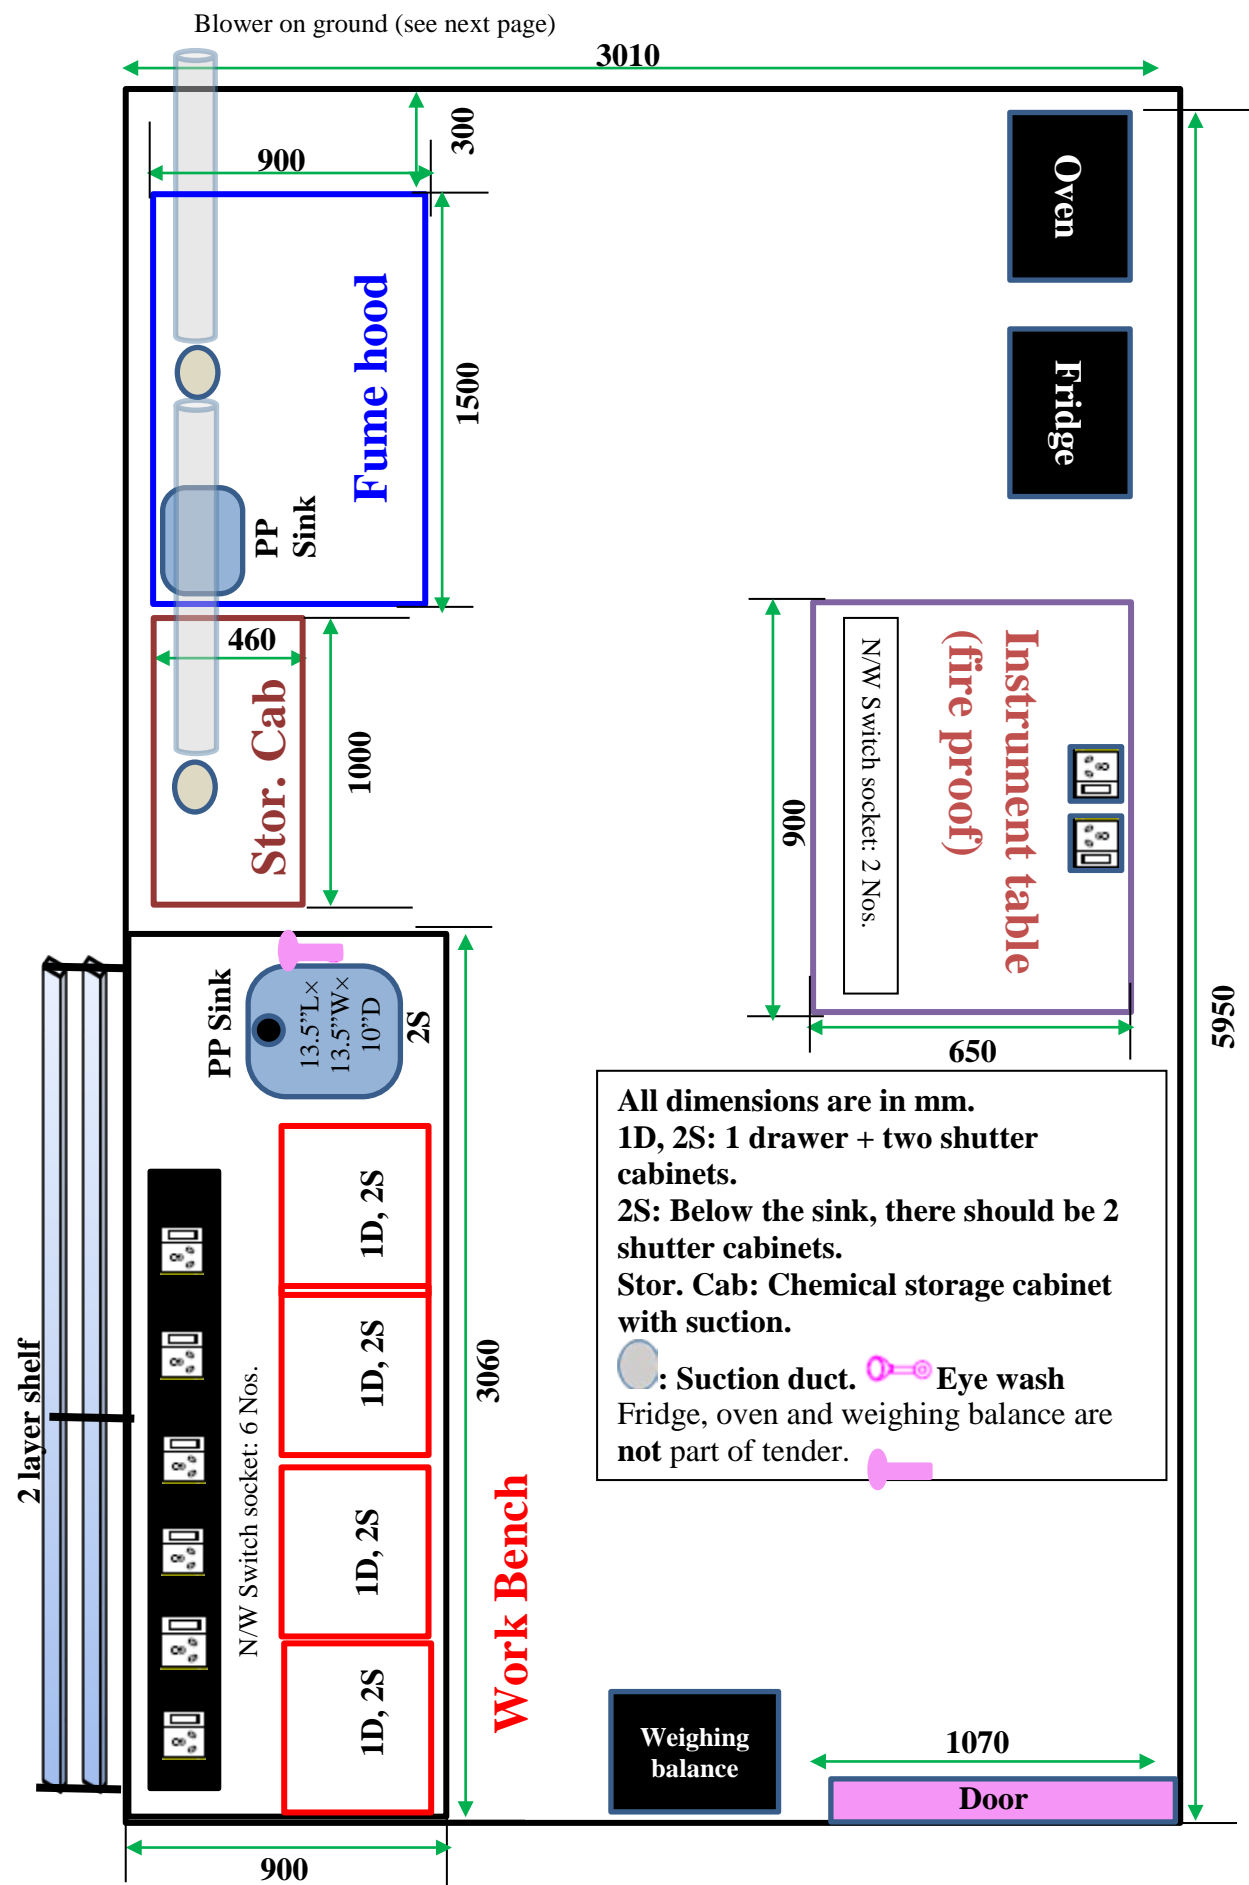 Blower on ground (see next page)
3010
300
900
Oven
Fume hood
1500
Fridge
PP
Sink
460
Stor. Cab
1000
Instrument table
(fire proof)
N/W Switch socket: 2 Nos.
900
650
5950
PP Sink
13.5”L×
13.5”W×
10”D
2S
All dimensions are in mm.
1D, 2S: 1 drawer + two shutter
cabinets.
2S: Below the sink, there should be 2
shutter cabinets.
Stor. Cab: Chemical storage cabinet
with suction.
: Suction duct. Eye wash
Fridge, oven and weighing balance are
not part of tender.
1D, 2S
1D, 2S
1D, 2S
1D, 2S
2 layer shelf
N/W Switch socket: 6 Nos.
3060
Work Bench
Weighing
balance
1070
Door
900